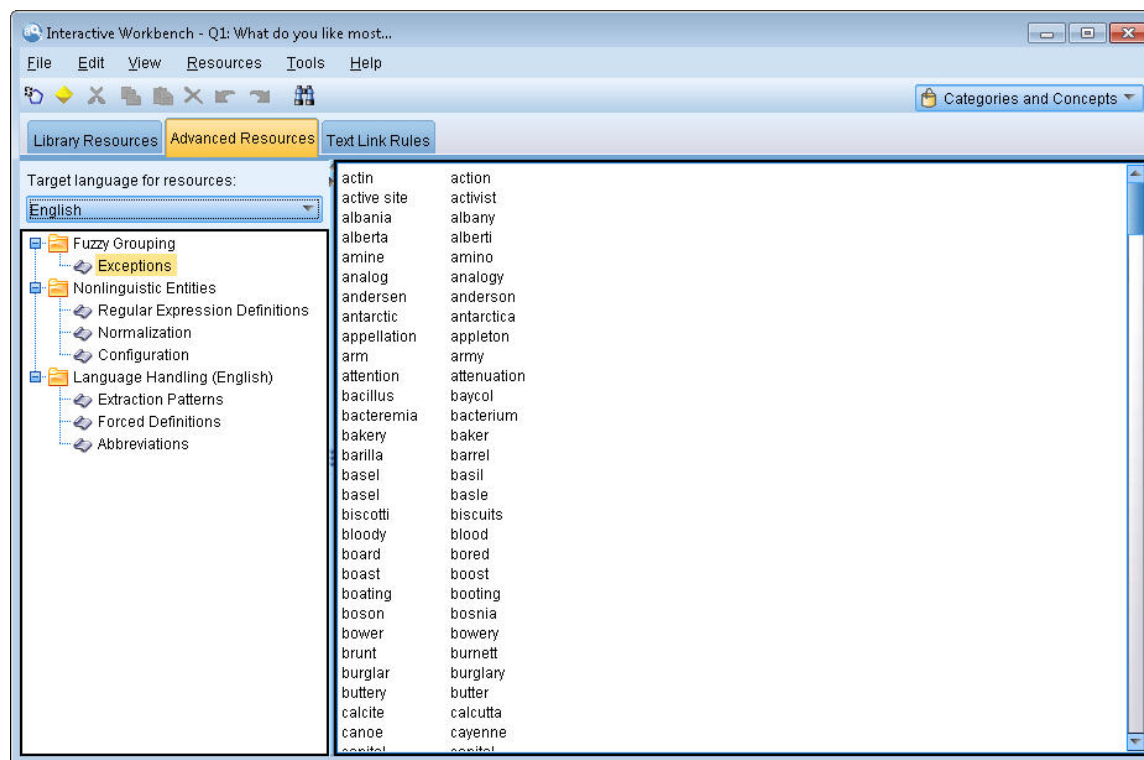 Interactive Workbench - Q1: What do you like most...
File Edit View Resources Tools Help
Categories and Concepts
Library Resources Advanced Resources Text Link Rules
Target language for resources:
English
Fuzzy Grouping
Exceptions
Nonlinguistic Entities
Regular Expression Definitions
Normalization
Configuration
Language Handling (English)
Extraction Patterns
Forced Definitions
Abbreviations
actin action
active site activist
albania albany
alberta alberti
amine amino
analog analogy
andersen anderson
antarctic antarctica
appellation appleton
arm army
attention attenuation
bacillus baycol
bacteremia bacterium
bakery baker
barilla barrel
basel basil
basel basle
biscotti biscuits
bloody blood
board bored
boast boost
boating booting
boson bosnia
bower bowery
brunt burnett
burglar burglary
buttery butter
calcite calcutta
canoe cayenne